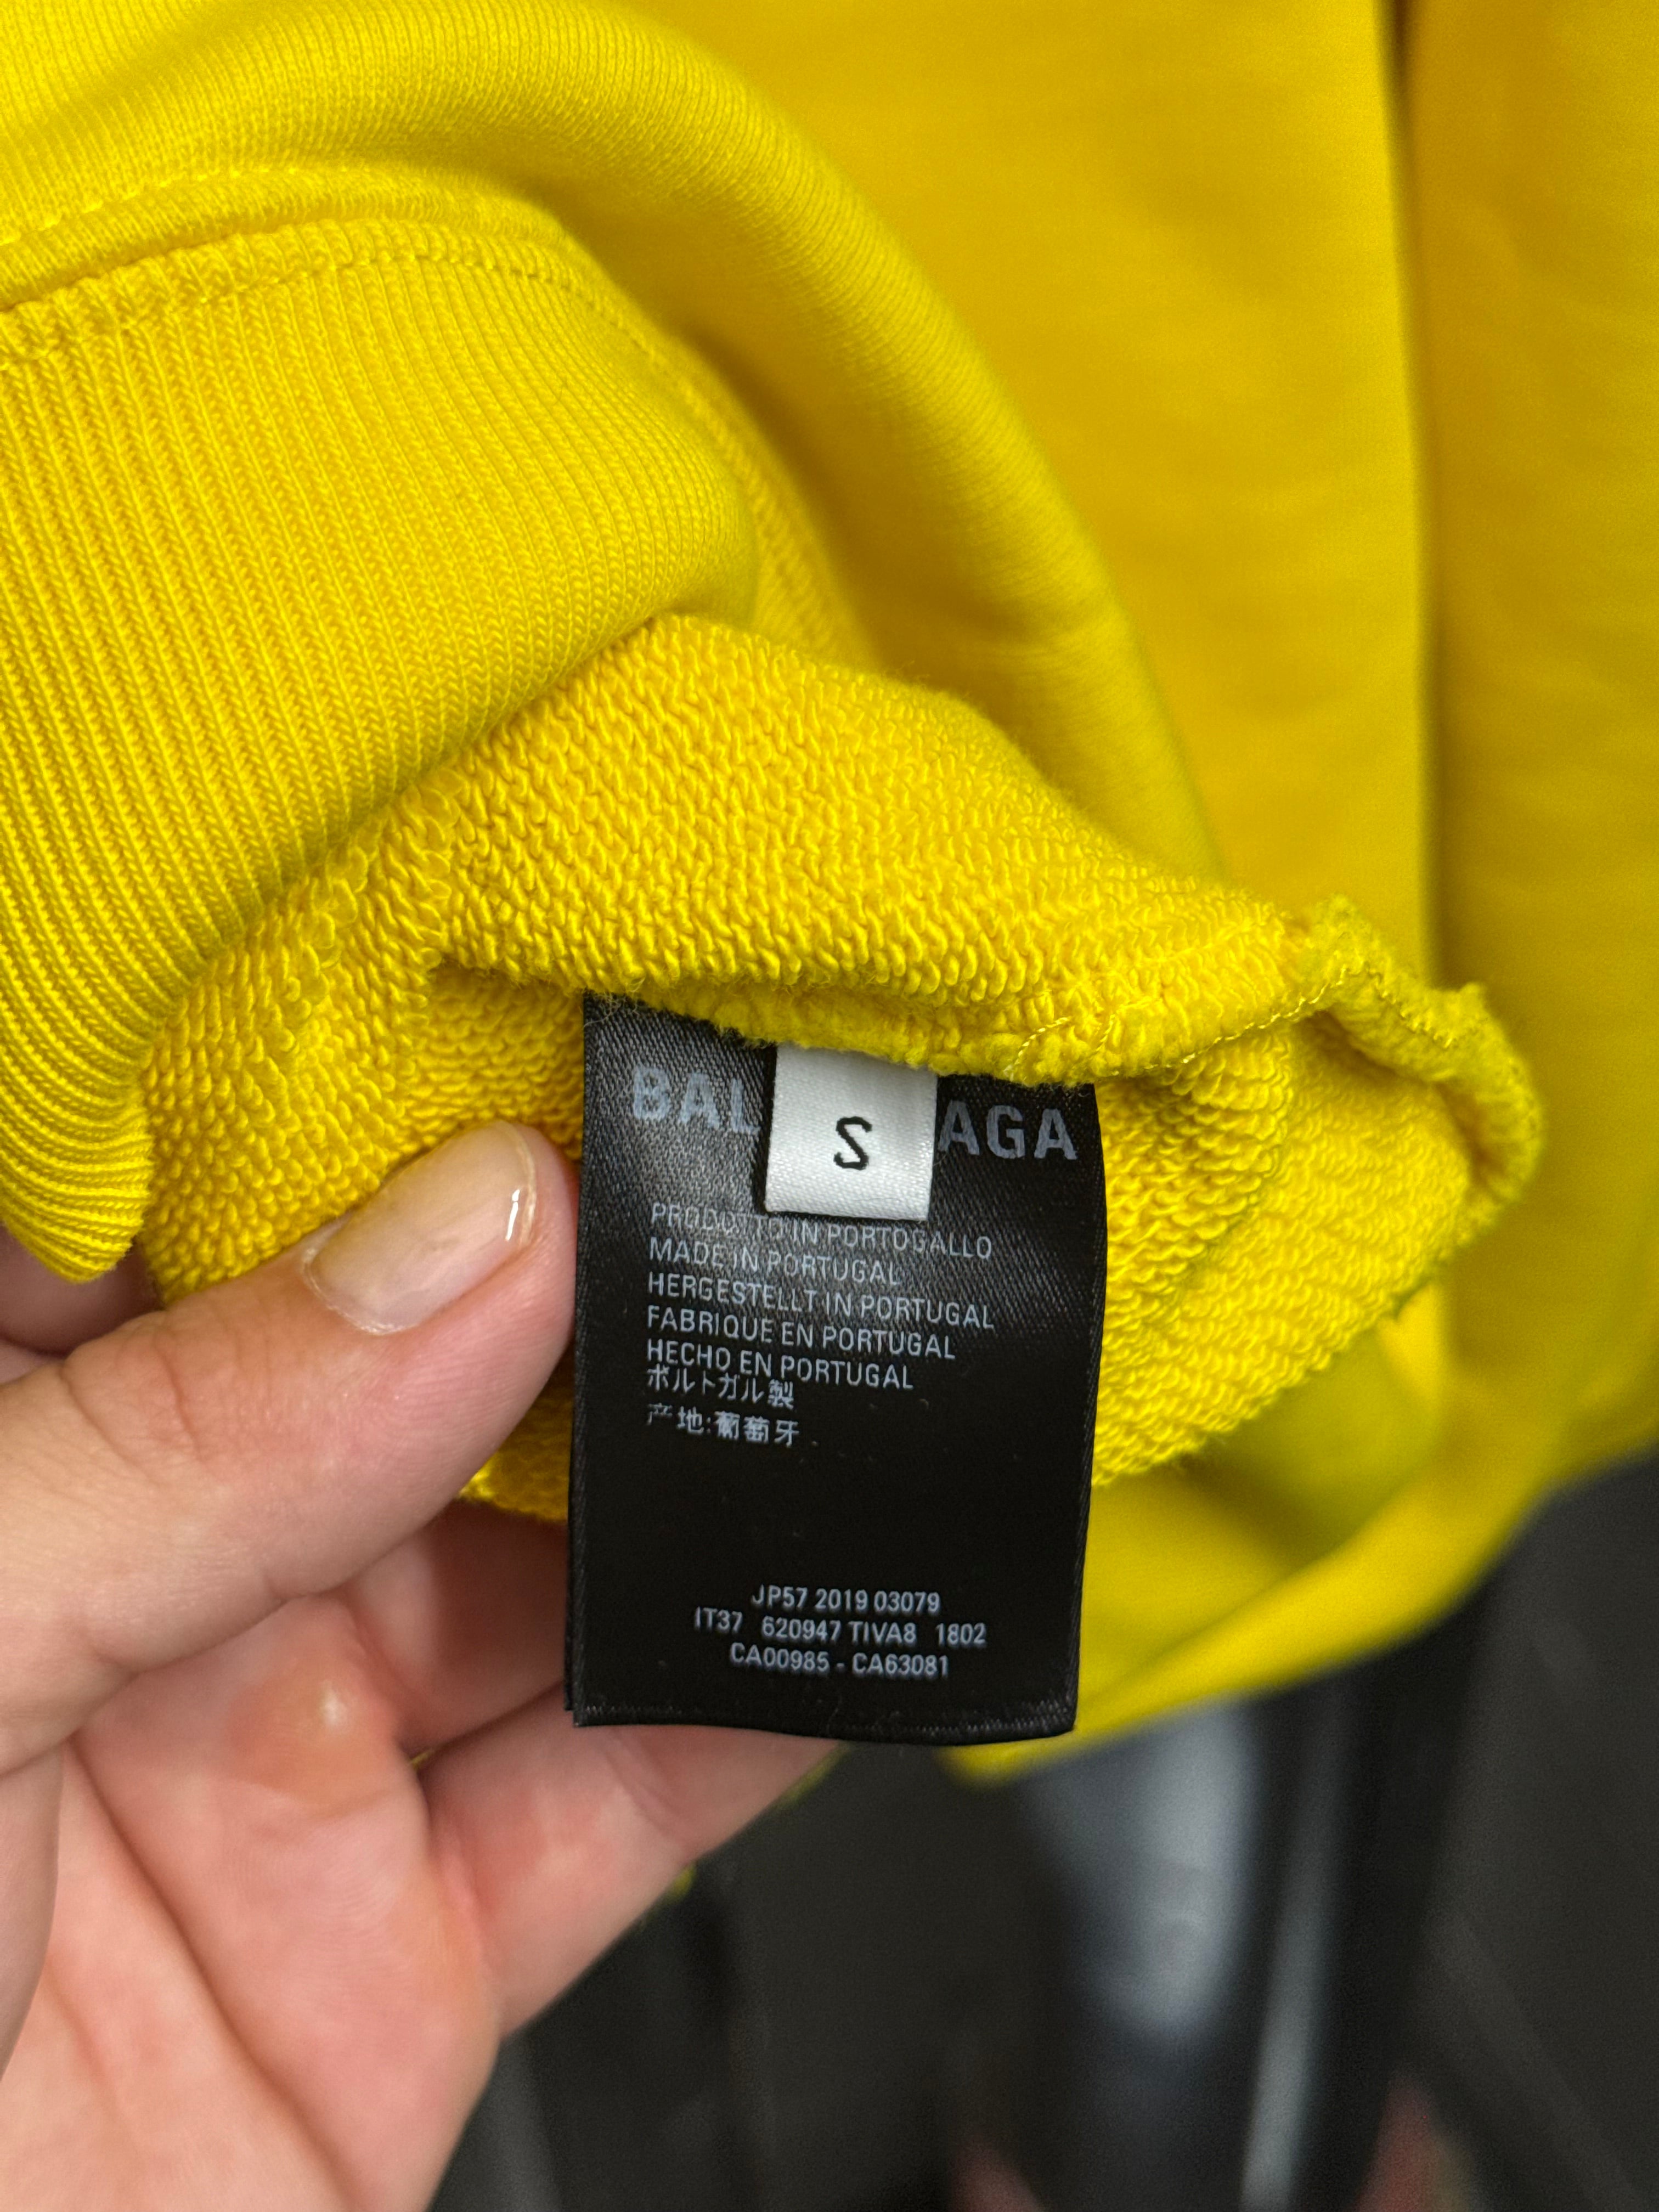 BAL S AGA
PRODOTTO IN PORTOGALLO
MADE IN PORTUGAL
HERGESTELLT IN PORTUGAL
FABRIQUE EN PORTUGAL
HECHO EN PORTUGAL
ポルトガル製
产地:葡萄牙
JP57 2019 03079
IT37 620947 TIVA8 1802
CA00985 - CA63081